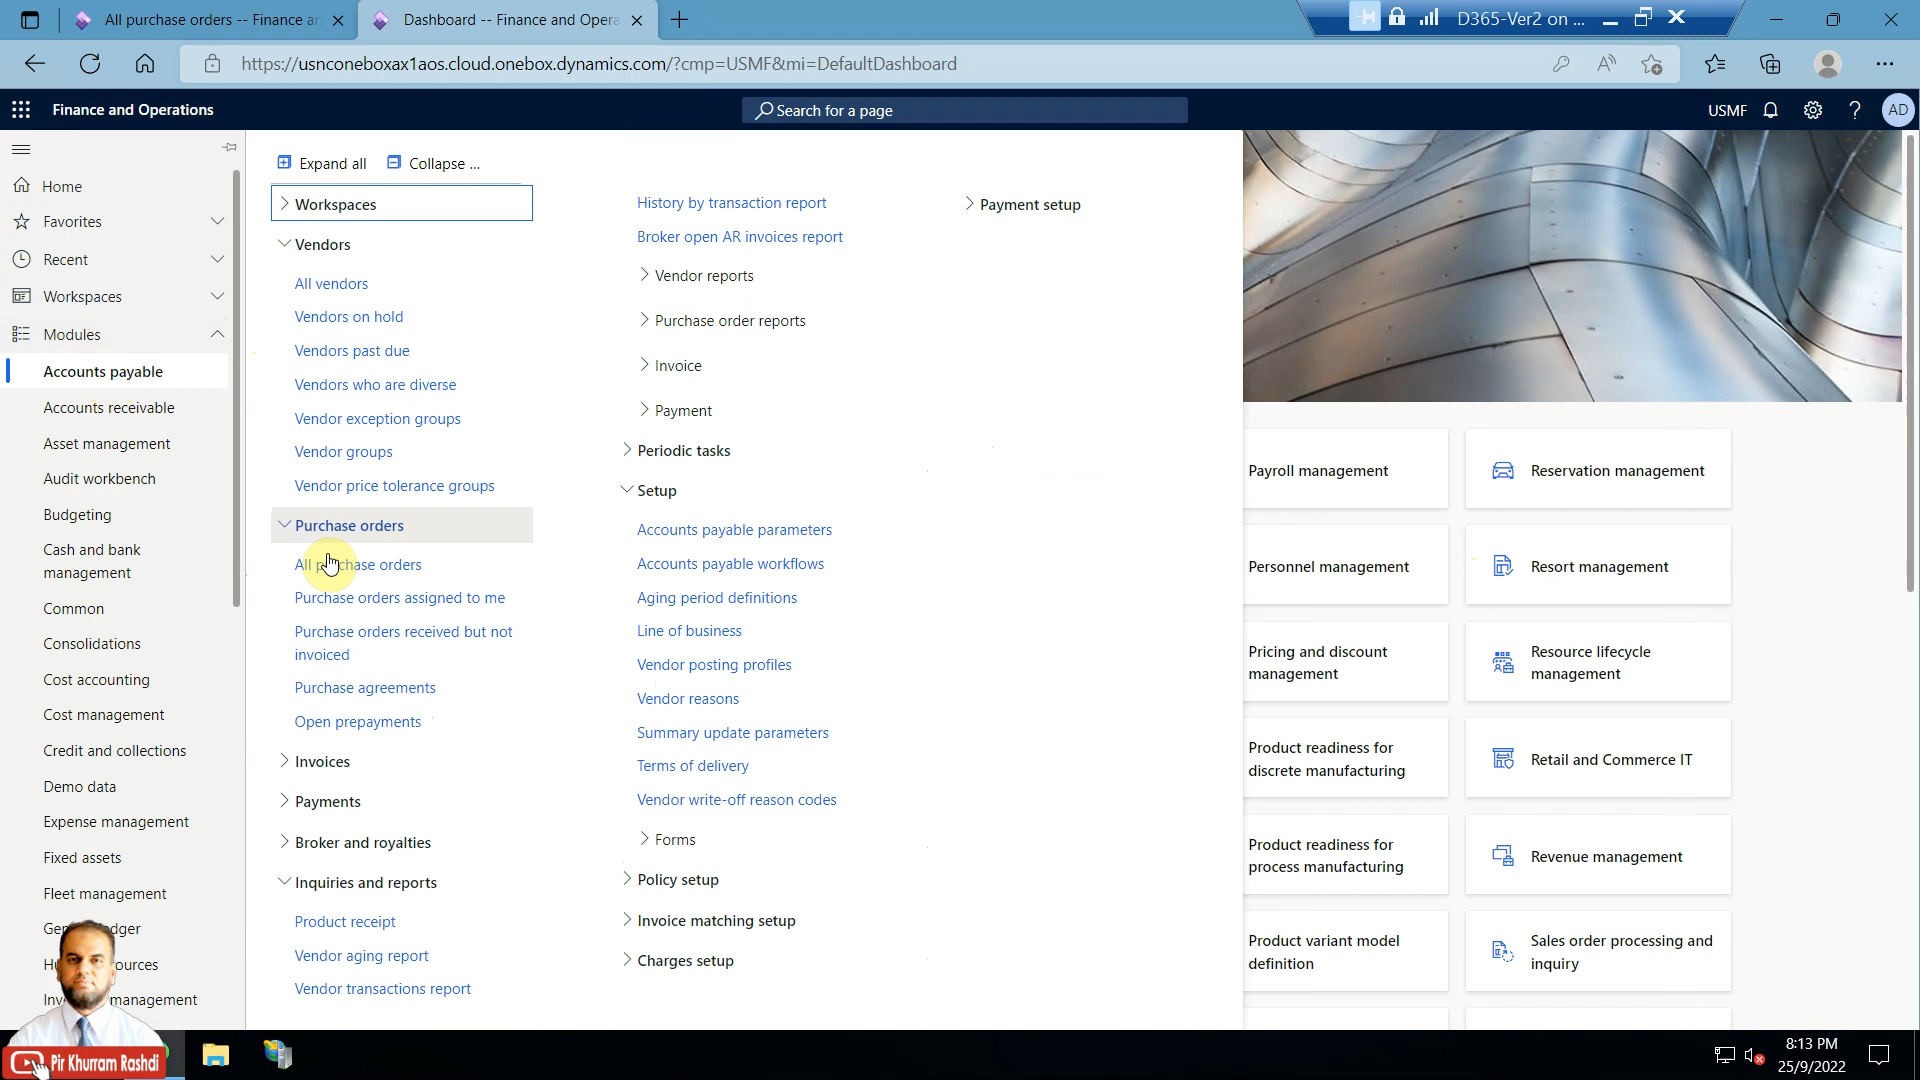 All purchase orders -- Finance an
Dashboard -- Finance and Opera
D365-Ver2 on ...
https://usnconeboxax1aos.cloud.onebox.dynamics.com/?cmp=USMF&mi=DefaultDashboard
Finance and Operations
Search for a page
USMF
AD
Home
Favorites
Recent
Workspaces
Modules
Accounts payable
Accounts receivable
Asset management
Audit workbench
Budgeting
Cash and bank
management
Common
Consolidations
Cost accounting
Cost management
Credit and collections
Demo data
Expense management
Fixed assets
Fleet management
Expand all
Collapse ...
Workspaces
Vendors
All vendors
Vendors on hold
Vendors past due
Vendors who are diverse
Vendor exception groups
Vendor groups
Vendor price tolerance groups
Purchase orders
All purchase orders
Purchase orders assigned to me
Purchase orders received but not
invoiced
Purchase agreements
Open prepayments
Invoices
Payments
Broker and royalties
Inquiries and reports
Product receipt
Vendor aging report
Vendor transactions report
History by transaction report
Broker open AR invoices report
Vendor reports
Purchase order reports
Invoice
Payment
Periodic tasks
Setup
Accounts payable parameters
Accounts payable workflows
Aging period definitions
Line of business
Vendor posting profiles
Vendor reasons
Summary update parameters
Terms of delivery
Vendor write-off reason codes
Forms
Policy setup
Invoice matching setup
Charges setup
Payment setup
Payroll management
Reservation management
Personnel management
Resort management
Pricing and discount
management
Resource lifecycle
management
Product readiness for
discrete manufacturing
Retail and Commerce IT
Product readiness for
process manufacturing
Revenue management
Product variant model
definition
Sales order processing and
inquiry
Pir Khurram Rashdi
8:13 PM
25/9/2022